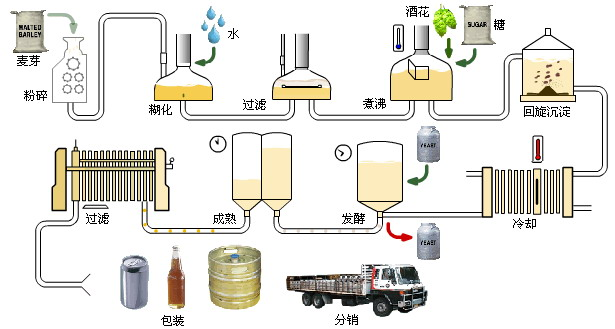 MALTED
BARLEY
麦芽
粉碎
水
糊化
过滤
酒花
SUGAR
糖
煮沸
回旋沉淀
过滤
成熟
发酵
YEAST
YEAST
冷却
包装
分销